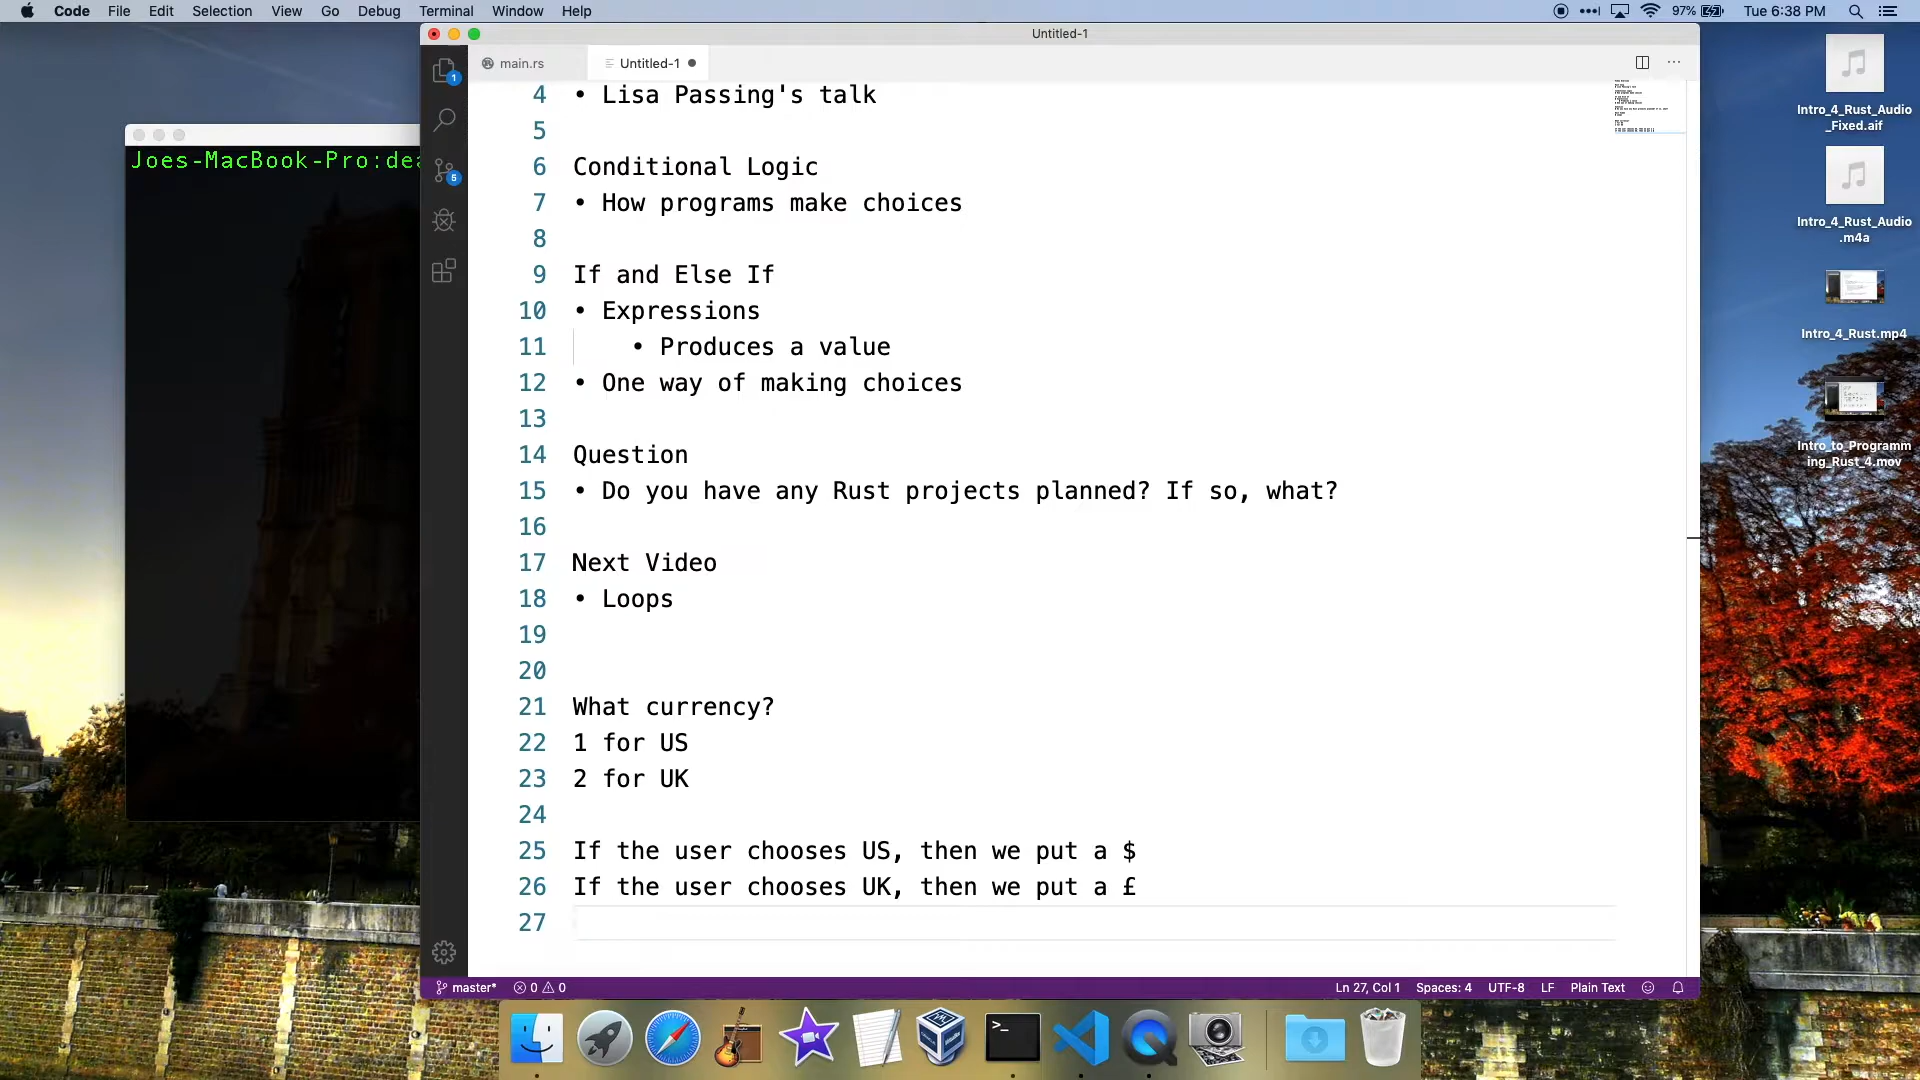 Code File Edit Selection View Go Debug Terminal Window Help
97% Tue 6:38 PM
Untitled-1
main.rs
Untitled-1
1
5
Joes-MacBook-Pro:dea
4 • Lisa Passing's talk
5
6 Conditional Logic
7 • How programs make choices
8
9 If and Else If
10 • Expressions
11 • Produces a value
12 • One way of making choices
13
14 Question
15 • Do you have any Rust projects planned? If so, what?
16
17 Next Video
18 • Loops
19
20
21 What currency?
22 1 for US
23 2 for UK
24
25 If the user chooses US, then we put a $
26 If the user chooses UK, then we put a £
27
master* 0 0
Ln 27, Col 1 Spaces: 4 UTF-8 LF Plain Text
Intro_4_Rust_Audio
_Fixed.aif
Intro_4_Rust_Audio
.m4a
Intro_4_Rust.mp4
Intro_to_Programm
ing_Rust_4.mov